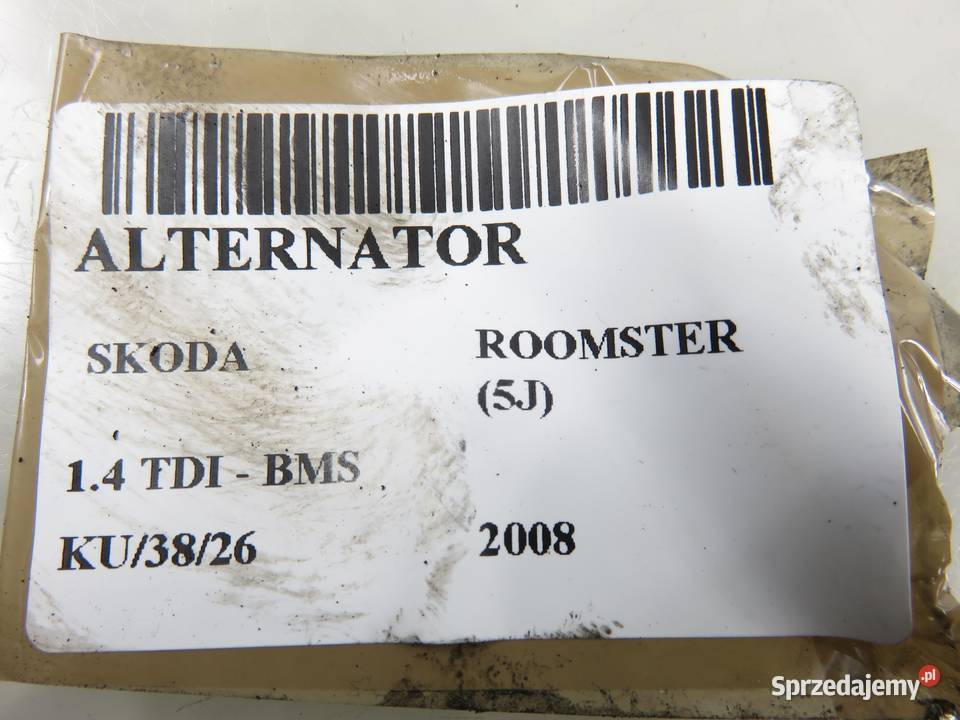 ALTERNATOR
SKODA
ROOMSTER
(5J)
1.4 TDI - BMS
KU/38/26
2008
Sprzedajemy.pl